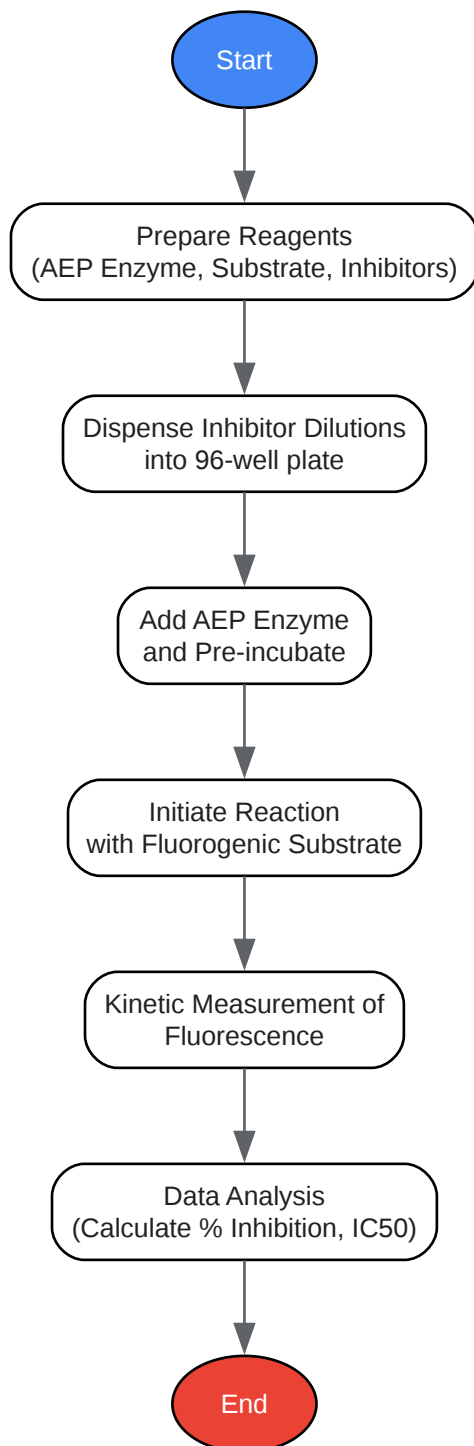 Start
Prepare Reagents
(AEP Enzyme, Substrate, Inhibitors)
Dispense Inhibitor Dilutions
into 96-well plate
Add AEP Enzyme
and Pre-incubate
Initiate Reaction
with Fluorogenic Substrate
Kinetic Measurement of
Fluorescence
Data Analysis
(Calculate % Inhibition, IC50)
End